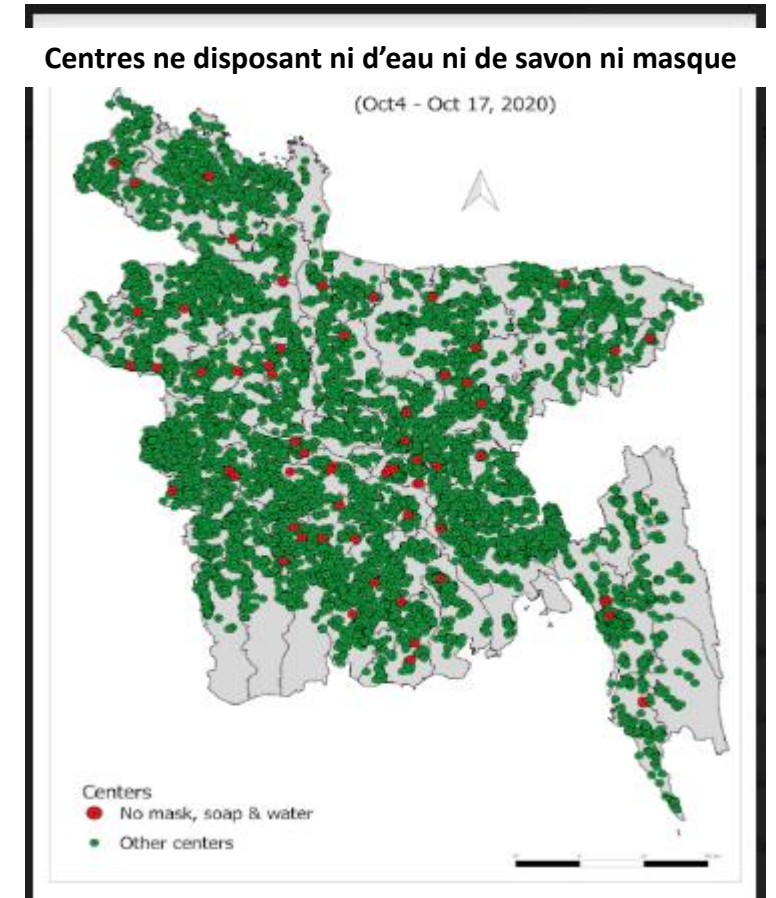 Centres ne disposant ni d’eau ni de savon ni masque
(Oct4 - Oct 17, 2020)
Centers
No mask, soap & water
Other centers